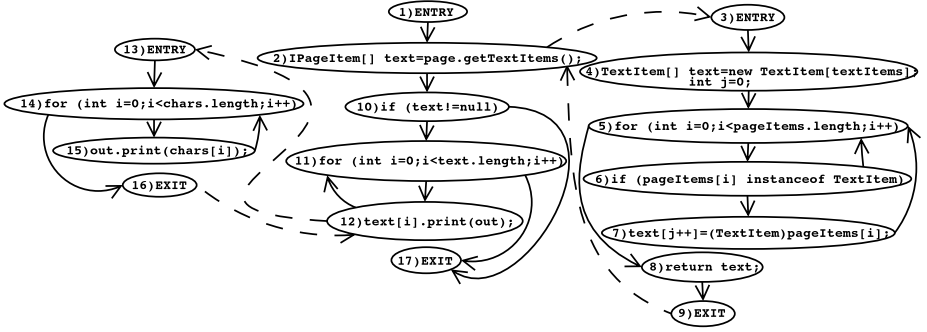 1)ENTRY
2)IPageItem[] text=page.getTextItems();
3)ENTRY
4)TextItem[] text=new TextItem[textItems];
int j=0;
5)for (int i=0;i<pageItems.length;i++)
6)if (pageItems[i] instanceof TextItem)
7)text[j++]=(TextItem)pageItems[i];
8)return text;
9)EXIT
10)if (text!=null)
11)for (int i=0;i<text.length;i++)
12)text[i].print(out);
13)ENTRY
14)for (int i=0;i<chars.length;i++)
15)out.print(chars[i]);
16)EXIT
17)EXIT